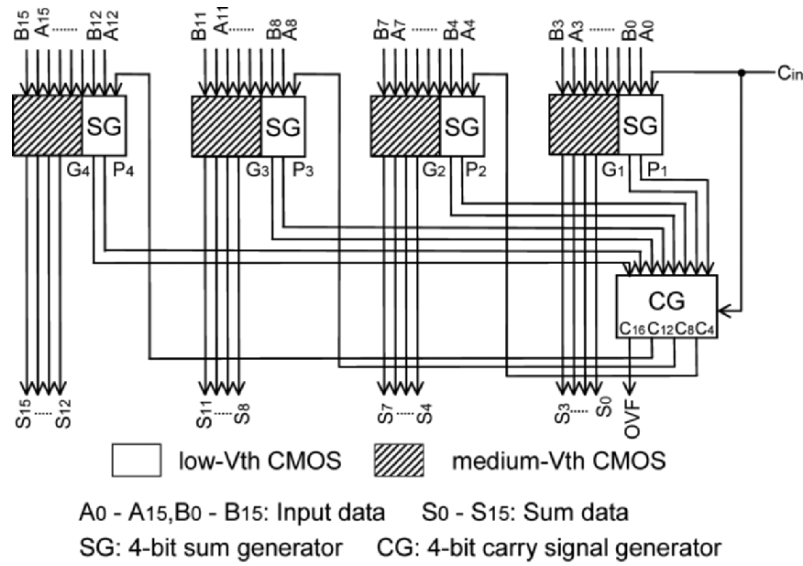 B15 A15 ...... B12 A12
B11 A11 ...... B8 A8
B7 A7 ...... B4 A4
B3 A3 ...... B0 A0
Cin
SG
SG
SG
SG
G4 P4
G3 P3
G2 P2
G1 P1
CG
C16 C12 C8 C4
S15 ...... S12
S11 ...... S8
S7 ...... S4
S3 ...... S0
OVF
low-Vth CMOS
medium-Vth CMOS
A0 - A15,B0 - B15: Input data
S0 - S15: Sum data
SG: 4-bit sum generator
CG: 4-bit carry signal generator